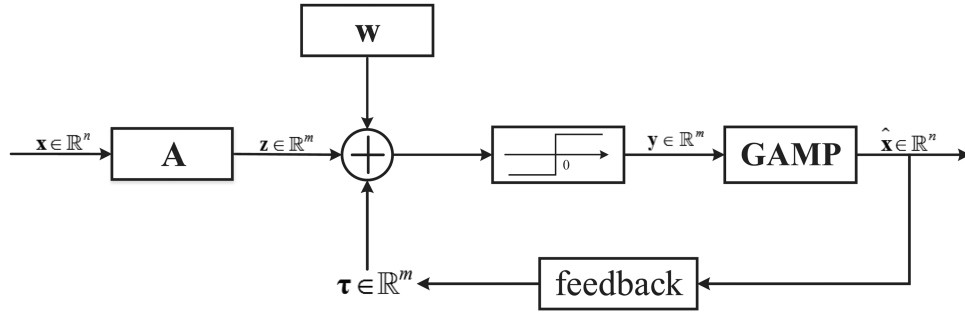 w
x ∈ ℝⁿ
A
z ∈ ℝᵐ
0
y ∈ ℝᵐ
GAMP
x̂ ∈ ℝⁿ
τ ∈ ℝᵐ
feedback